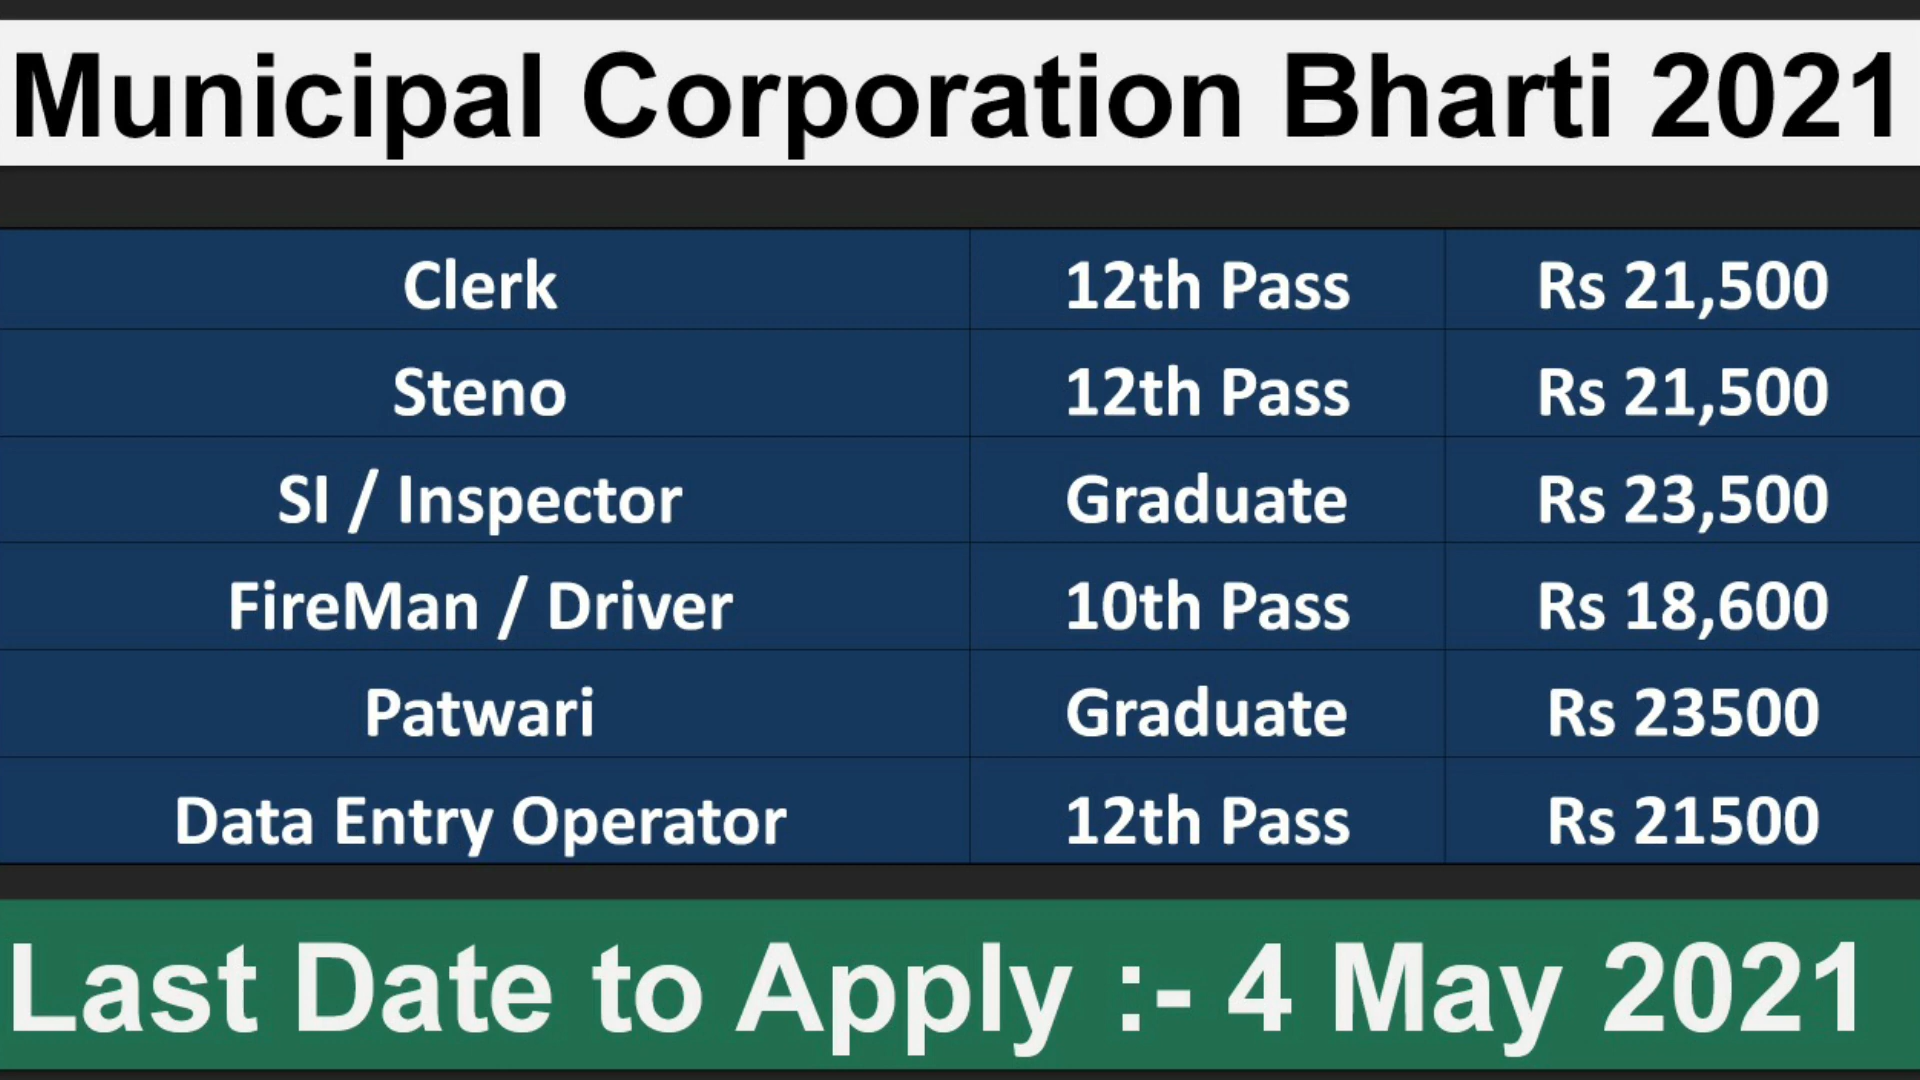 Municipal Corporation Bharti 2021
Clerk 12th Pass Rs 21,500
Steno 12th Pass Rs 21,500
SI / Inspector Graduate Rs 23,500
FireMan / Driver 10th Pass Rs 18,600
Patwari Graduate Rs 23500
Data Entry Operator 12th Pass Rs 21500
Last Date to Apply :- 4 May 2021